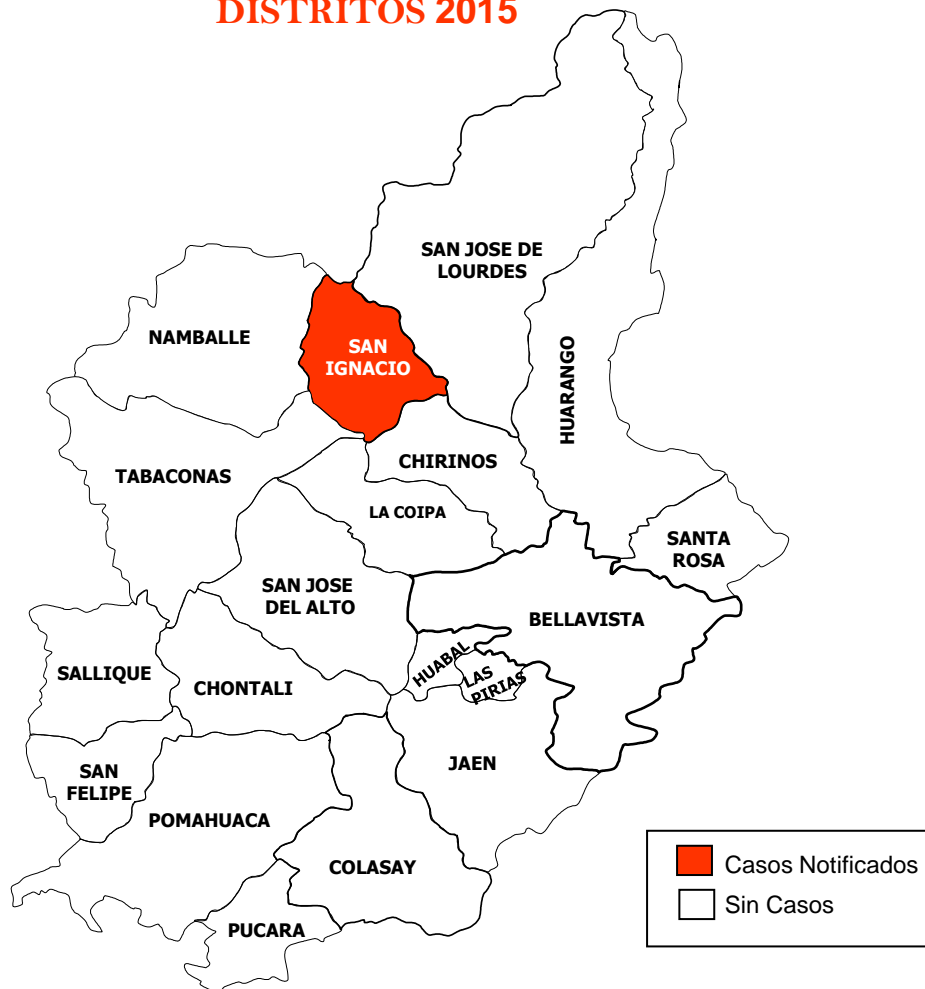 DISTRITOS 2015
SAN JOSE DE
LOURDES
NAMBALLE
SAN
IGNACIO
HUARANGO
TABACONAS
CHIRINOS
LA COIPA
SANTA
ROSA
SAN JOSE
DEL ALTO
BELLAVISTA
HUABAL
LAS
PIRIAS
SALLIQUE
CHONTALI
SAN
FELIPE
JAEN
POMAHUACA
COLASAY
PUCARA
Casos Notificados
Sin Casos